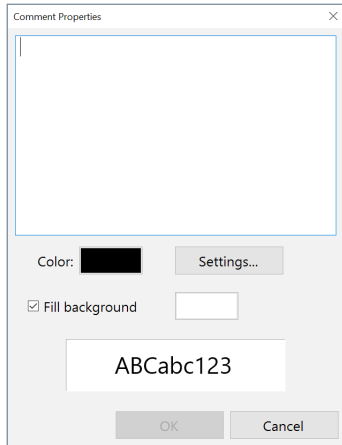 Comment Properties
Color:
Settings...
Fill background
ABCabc123
OK
Cancel